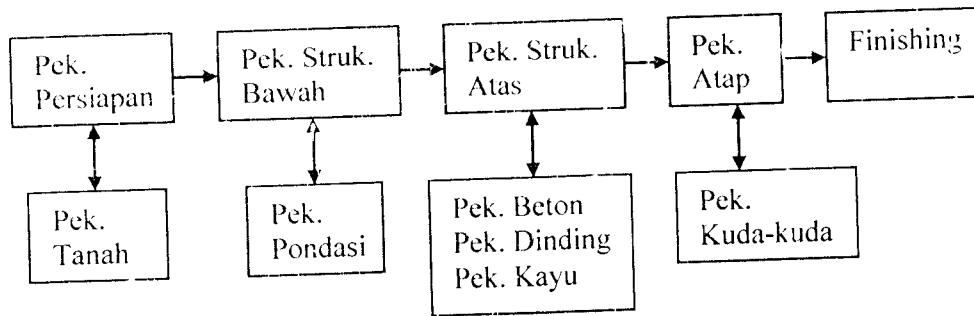 Pek.
Persiapan
Pek. Struk.
Bawah
Pek. Struk.
Atas
Pek.
Atap
Finishing
Pek.
Tanah
Pek.
Pondasi
Pek. Beton
Pek. Dinding
Pek. Kayu
Pek.
Kuda-kuda